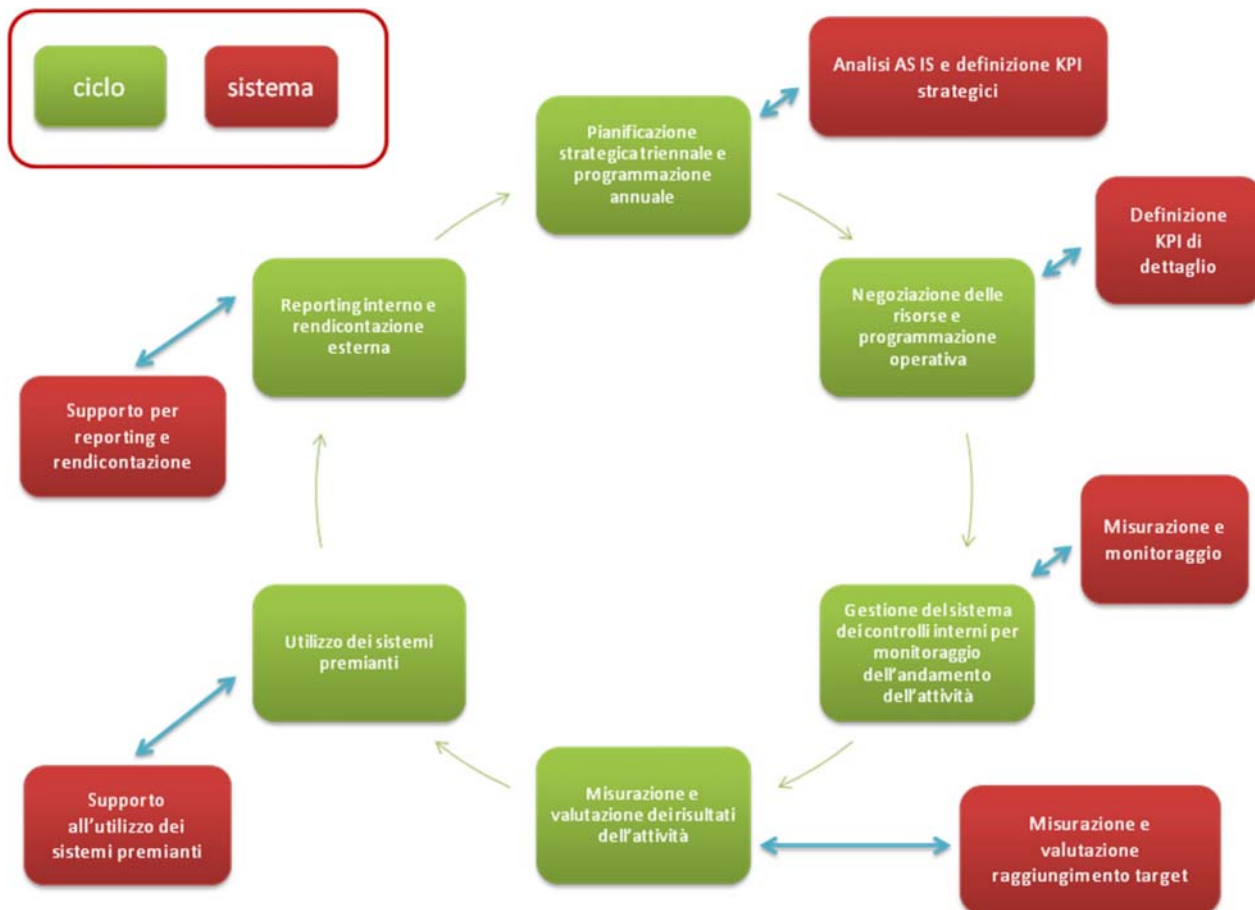 ciclo
sistema
Analisi AS IS e definizione KPI
strategici
Pianificazione
strategica triennale e
programmazione
annuale
Definizione
KPI di
dettaglio
Negoziazione delle
risorse e
programmazione
operativa
Reporting interno e
rendicontazione
esterna
Supporto per
reporting e
rendicontazione
Misurazione e
monitoraggio
Gestione del sistema
dei controlli interni per
monitoraggio
dell'andamento
dell'attività
Utilizzo dei sistemi
premianti
Supporto
all'utilizzo dei
sistemi premianti
Misurazione e
valutazione dei risultati
dell'attività
Misurazione e
valutazione
raggiungimento target